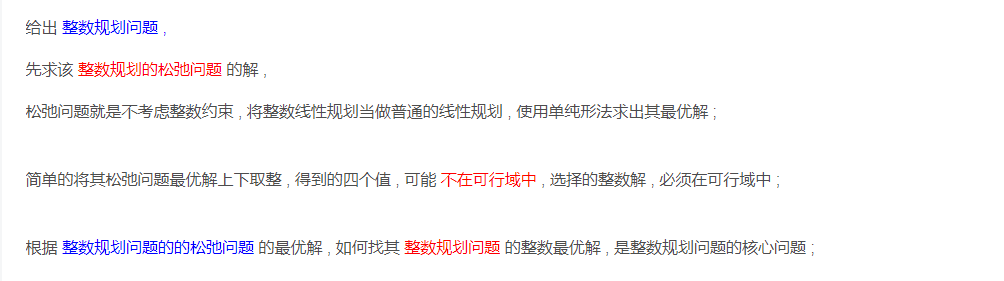 给出 整数规划问题 ,
先求该 整数规划的松弛问题 的解 ,
松弛问题就是不考虑整数约束 , 将整数线性规划当做普通的线性规划 , 使用单纯形法求出其最优解 ;
简单的将其松弛问题最优解上下取整 , 得到的四个值 , 可能 不在可行域中 , 选择的整数解 , 必须在可行域中 ;
根据 整数规划问题的的松弛问题 的最优解 , 如何找其 整数规划问题 的整数最优解 , 是整数规划问题的核心问题 ;